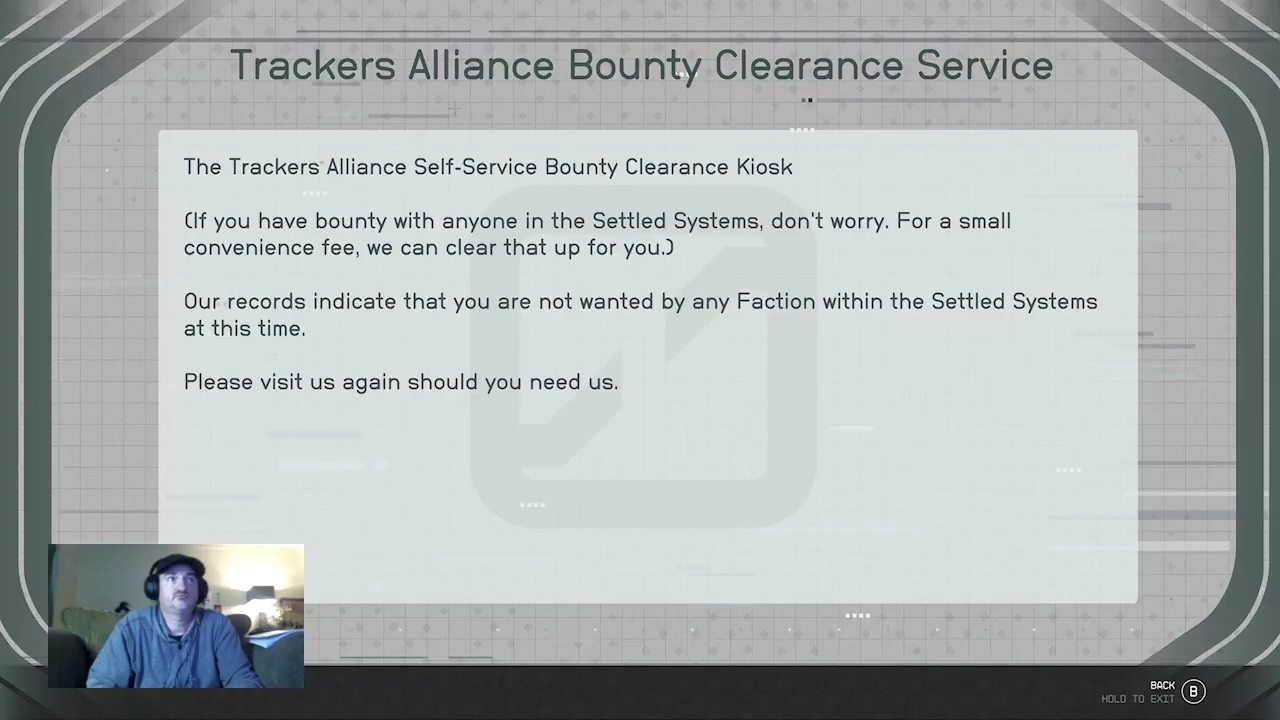 Trackers Alliance Bounty Clearance Service
The Trackers Alliance Self-Service Bounty Clearance Kiosk
(If you have bounty with anyone in the Settled Systems, don't worry. For a small
convenience fee, we can clear that up for you.)
Our records indicate that you are not wanted by any Faction within the Settled Systems
at this time.
Please visit us again should you need us.
BACK
B
HOLD TO EXIT